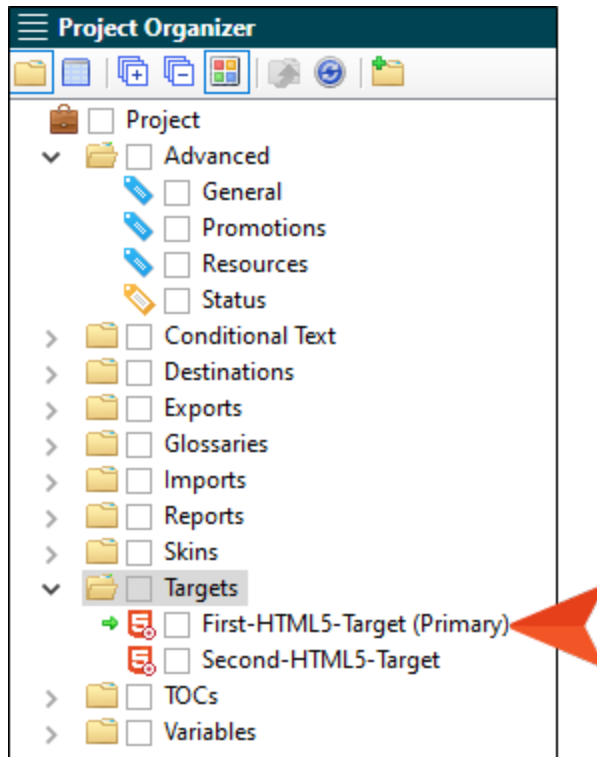 Project Organizer
Project
Advanced
General
Promotions
Resources
Status
Conditional Text
Destinations
Exports
Glossaries
Imports
Reports
Skins
Targets
First-HTML5-Target (Primary)
Second-HTML5-Target
TOCs
Variables